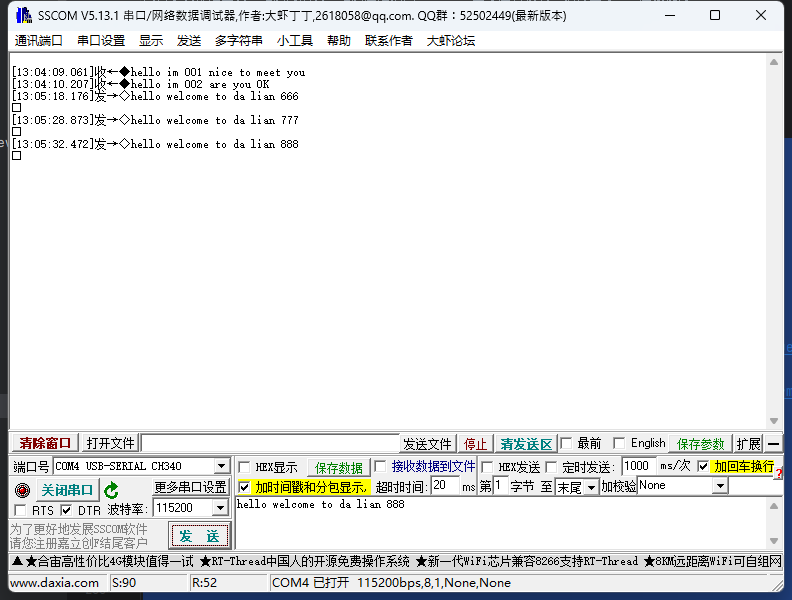 SSCOM V5.13.1 串口/网络数据调试器,作者:大虾丁丁,2618058@qq.com. QQ群：52502449(最新版本)
通讯端口 串口设置 显示 发送 多字符串 小工具 帮助 联系作者 大虾论坛
[13:04:09.061]收←◆hello im 001 nice to meet you
[13:04:10.207]收←◆hello im 002 are you OK
[13:05:18.176]发→◇hello welcome to da lian 666
□
[13:05:28.873]发→◇hello welcome to da lian 777
□
[13:05:32.472]发→◇hello welcome to da lian 888
□
清除窗口 打开文件 发送文件 停止 清发送区 最前 English 保存参数 扩展 —
端口号 COM4 USB-SERIAL CH340 HEX显示 保存数据 接收数据到文件 HEX发送 定时发送: 1000 ms/次 加回车换行
关闭串口 更多串口设置 加时间戳和分包显示, 超时时间: 20 ms 第 1 字节 至 末尾 加校验 None
RTS DTR 波特率: 115200 hello welcome to da lian 888
为了更好地发展SSCOM软件
请您注册嘉立创F结尾客户
发 送
▲★合宙高性价比4G模块值得一试 ★RT-Thread中国人的开源免费操作系统 ★新一代WiFi芯片兼容8266支持RT-Thread ★8KM远距离WiFi可自组网
www.daxia.com S:90 R:52 COM4 已打开 115200bps,8,1,None,None